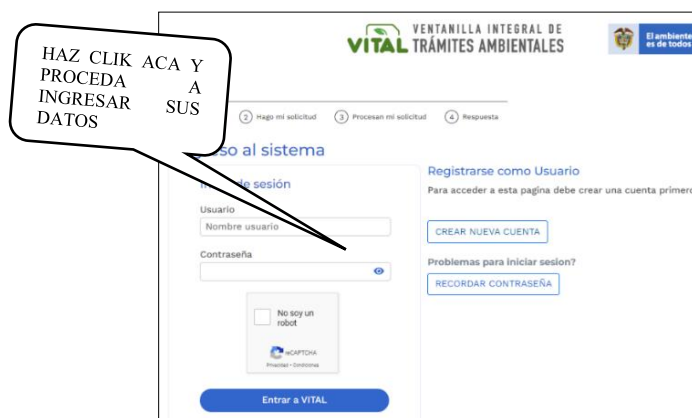 VITAL
VENTANILLA INTEGRAL DE
TRÁMITES AMBIENTALES
El ambiente
es de todos
HAZ CLIK ACA Y
PROCEDA A
INGRESAR SUS
DATOS
2 Hago mi solicitud 3 Procesan mi solicitud 4 Respuesta
so al sistema
de sesión
Usuario
Nombre usuario
Contraseña
No soy un
robot
reCAPTCHA
Privacidad - Condiciones
Entrar a VITAL
Registrarse como Usuario
Para acceder a esta pagina debe crear una cuenta primero
CREAR NUEVA CUENTA
Problemas para iniciar sesion?
RECORDAR CONTRASEÑA